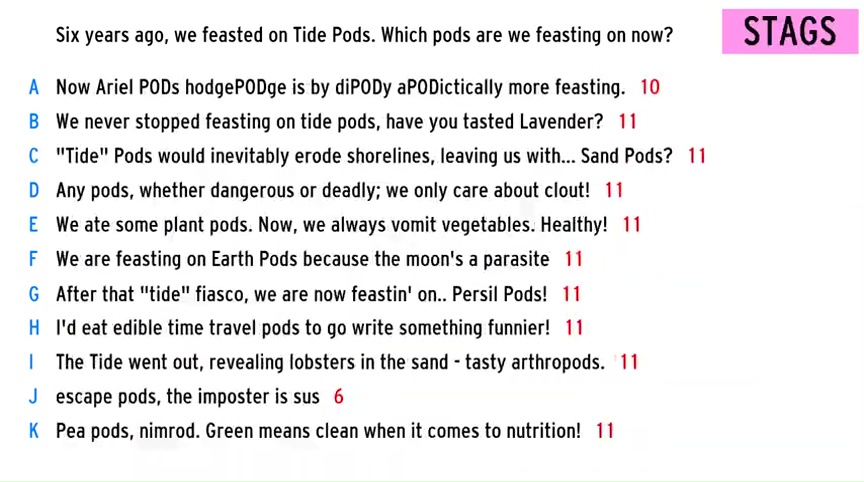 Six years ago, we feasted on Tide Pods. Which pods are we feasting on now?
STAGS
A Now Ariel PODs hodgePODge is by diPODy aPODictically more feasting. 10
B We never stopped feasting on tide pods, have you tasted Lavender? 11
C "Tide" Pods would inevitably erode shorelines, leaving us with... Sand Pods? 11
D Any pods, whether dangerous or deadly; we only care about clout! 11
E We ate some plant pods. Now, we always vomit vegetables. Healthy! 11
F We are feasting on Earth Pods because the moon's a parasite 11
G After that "tide" fiasco, we are now feastin' on.. Persil Pods! 11
H I'd eat edible time travel pods to go write something funnier! 11
I The Tide went out, revealing lobsters in the sand - tasty arthropods. 11
J escape pods, the imposter is sus 6
K Pea pods, nimrod. Green means clean when it comes to nutrition! 11